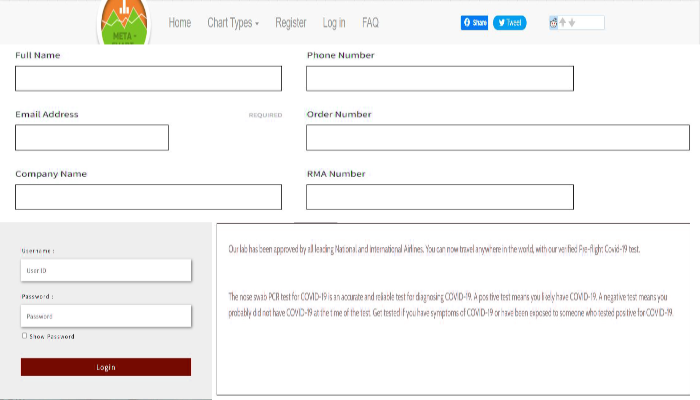 META -
Home Chart Types Register Log in FAQ Share Tweet
Full Name Phone Number
Email Address REQUIRED Order Number
Company Name RMA Number
Username :
User ID
Password :
Password
Show Password
Login
Our lab has been approved by all leading National and International Airlines. You can now travel anywhere in the world, with our verified Pre-flight Covid-19 test.
The nose swab PCR test for COVID-19 is an accurate and reliable test for diagnosing COVID-19. A positive test means you likely have COVID-19. A negative test means you
probably did not have COVID-19 at the time of the test. Get tested if you have symptoms of COVID-19 or have been exposed to someone who tested positive for COVID-19.